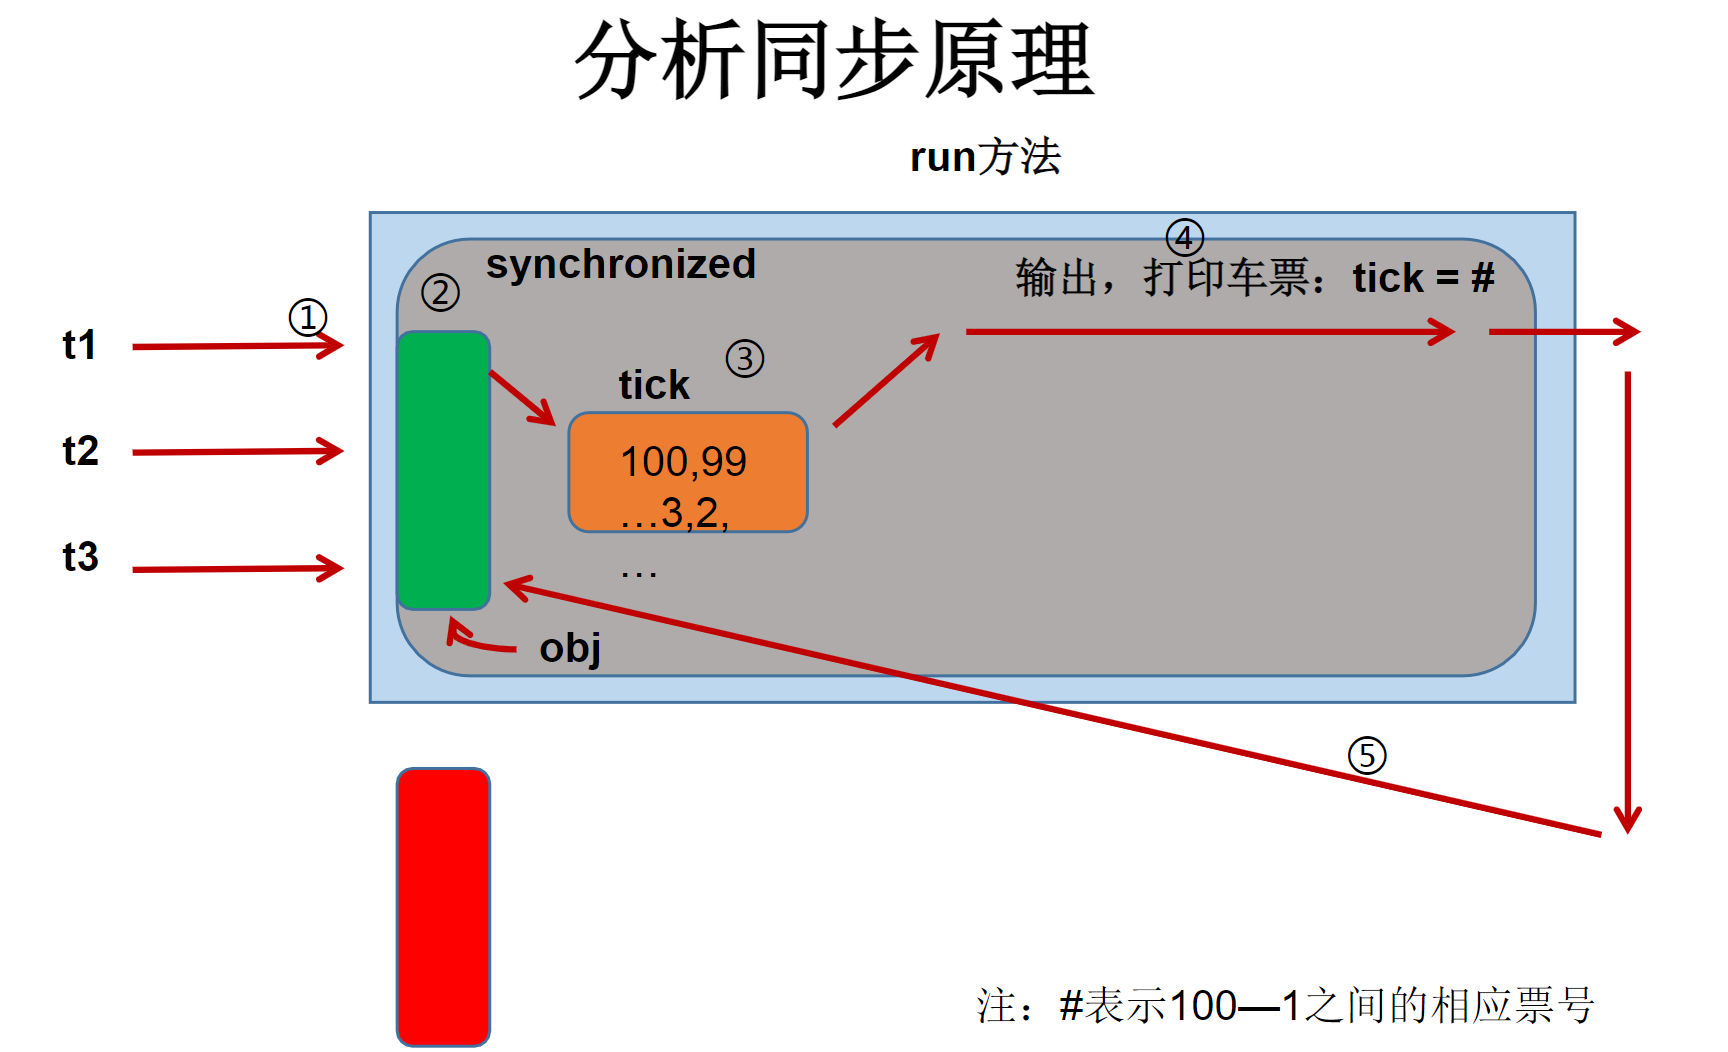 分析同步原理
run方法
synchronized
④
输出，打印车票：tick = #
②
①
t1
③
tick
t2
100,99
…3,2,
…
t3
obj
⑤
注：#表示100—1之间的相应票号